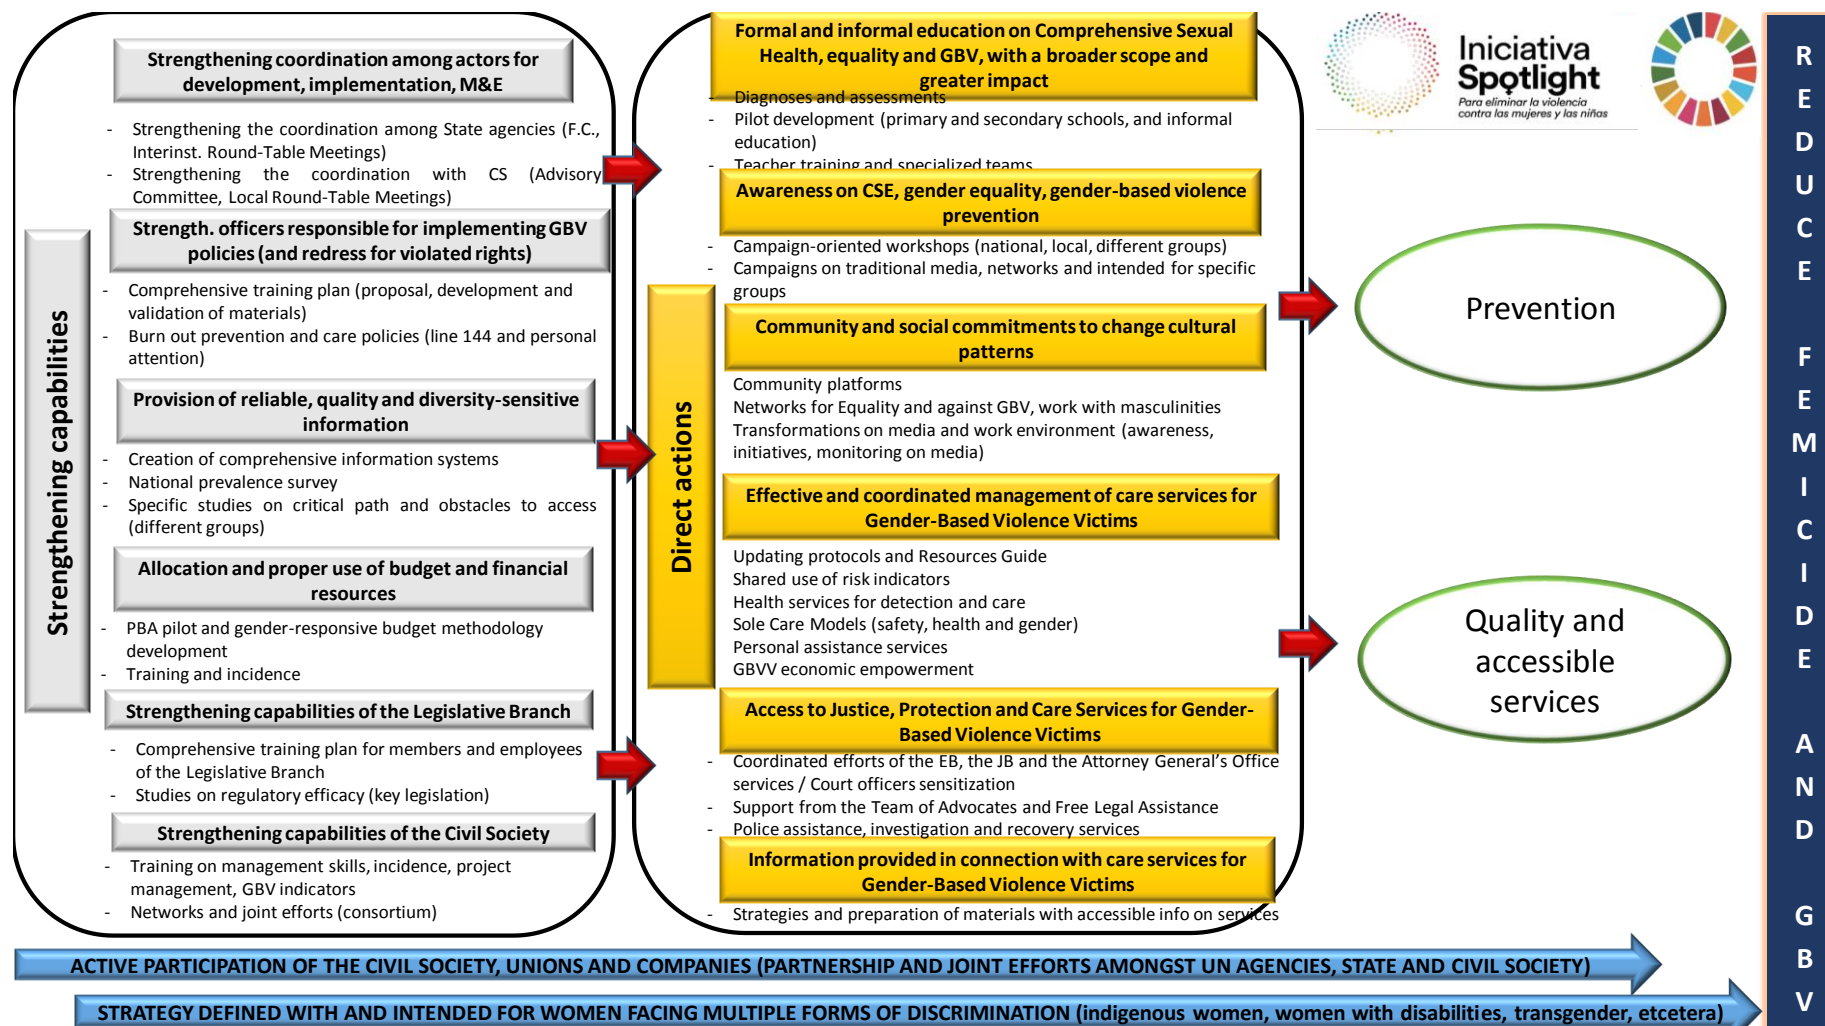 Strengthening capabilities
Strengthening coordination among actors for
development, implementation, M&E
- Strengthening the coordination among State agencies (F.C.,
Interinst. Round-Table Meetings)
- Strengthening the coordination with CS (Advisory
Committee, Local Round-Table Meetings)
Strength. officers responsible for implementing GBV
policies (and redress for violated rights)
- Comprehensive training plan (proposal, development and
validation of materials)
- Burn out prevention and care policies (line 144 and personal
attention)
Provision of reliable, quality and diversity-sensitive
information
- Creation of comprehensive information systems
- National prevalence survey
- Specific studies on critical path and obstacles to access
(different groups)
Allocation and proper use of budget and financial
resources
- PBA pilot and gender-responsive budget methodology
development
- Training and incidence
Strengthening capabilities of the Legislative Branch
- Comprehensive training plan for members and employees
of the Legislative Branch
- Studies on regulatory efficacy (key legislation)
Strengthening capabilities of the Civil Society
- Training on management skills, incidence, project
management, GBV indicators
- Networks and joint efforts (consortium)
Direct actions
Formal and informal education on Comprehensive Sexual
Health, equality and GBV, with a broader scope and
greater impact
- Diagnoses and assessments
- Pilot development (primary and secondary schools, and informal
education)
- Teacher training and specialized teams
Awareness on CSE, gender equality, gender-based violence
prevention
- Campaign-oriented workshops (national, local, different groups)
- Campaigns on traditional media, networks and intended for specific
groups
Community and social commitments to change cultural
patterns
Community platforms
Networks for Equality and against GBV, work with masculinities
Transformations on media and work environment (awareness,
initiatives, monitoring on media)
Effective and coordinated management of care services for
Gender-Based Violence Victims
Updating protocols and Resources Guide
Shared use of risk indicators
Health services for detection and care
Sole Care Models (safety, health and gender)
Personal assistance services
GBVV economic empowerment
Access to Justice, Protection and Care Services for Gender-
Based Violence Victims
- Coordinated efforts of the EB, the JB and the Attorney General's Office
services / Court officers sensitization
- Support from the Team of Advocates and Free Legal Assistance
- Police assistance, investigation and recovery services
Information provided in connection with care services for
Gender-Based Violence Victims
- Strategies and preparation of materials with accessible info on services
Iniciativa
Spotlight
Para eliminar la violencia
contra las mujeres y las niñas
Prevention
Quality and
accessible
services
REDUCE FEMICIDE AND GBV
ACTIVE PARTICIPATION OF THE CIVIL SOCIETY, UNIONS AND COMPANIES (PARTNERSHIP AND JOINT EFFORTS AMONGST UN AGENCIES, STATE AND CIVIL SOCIETY)
STRATEGY DEFINED WITH AND INTENDED FOR WOMEN FACING MULTIPLE FORMS OF DISCRIMINATION (indigenous women, women with disabilities, transgender, etcetera)